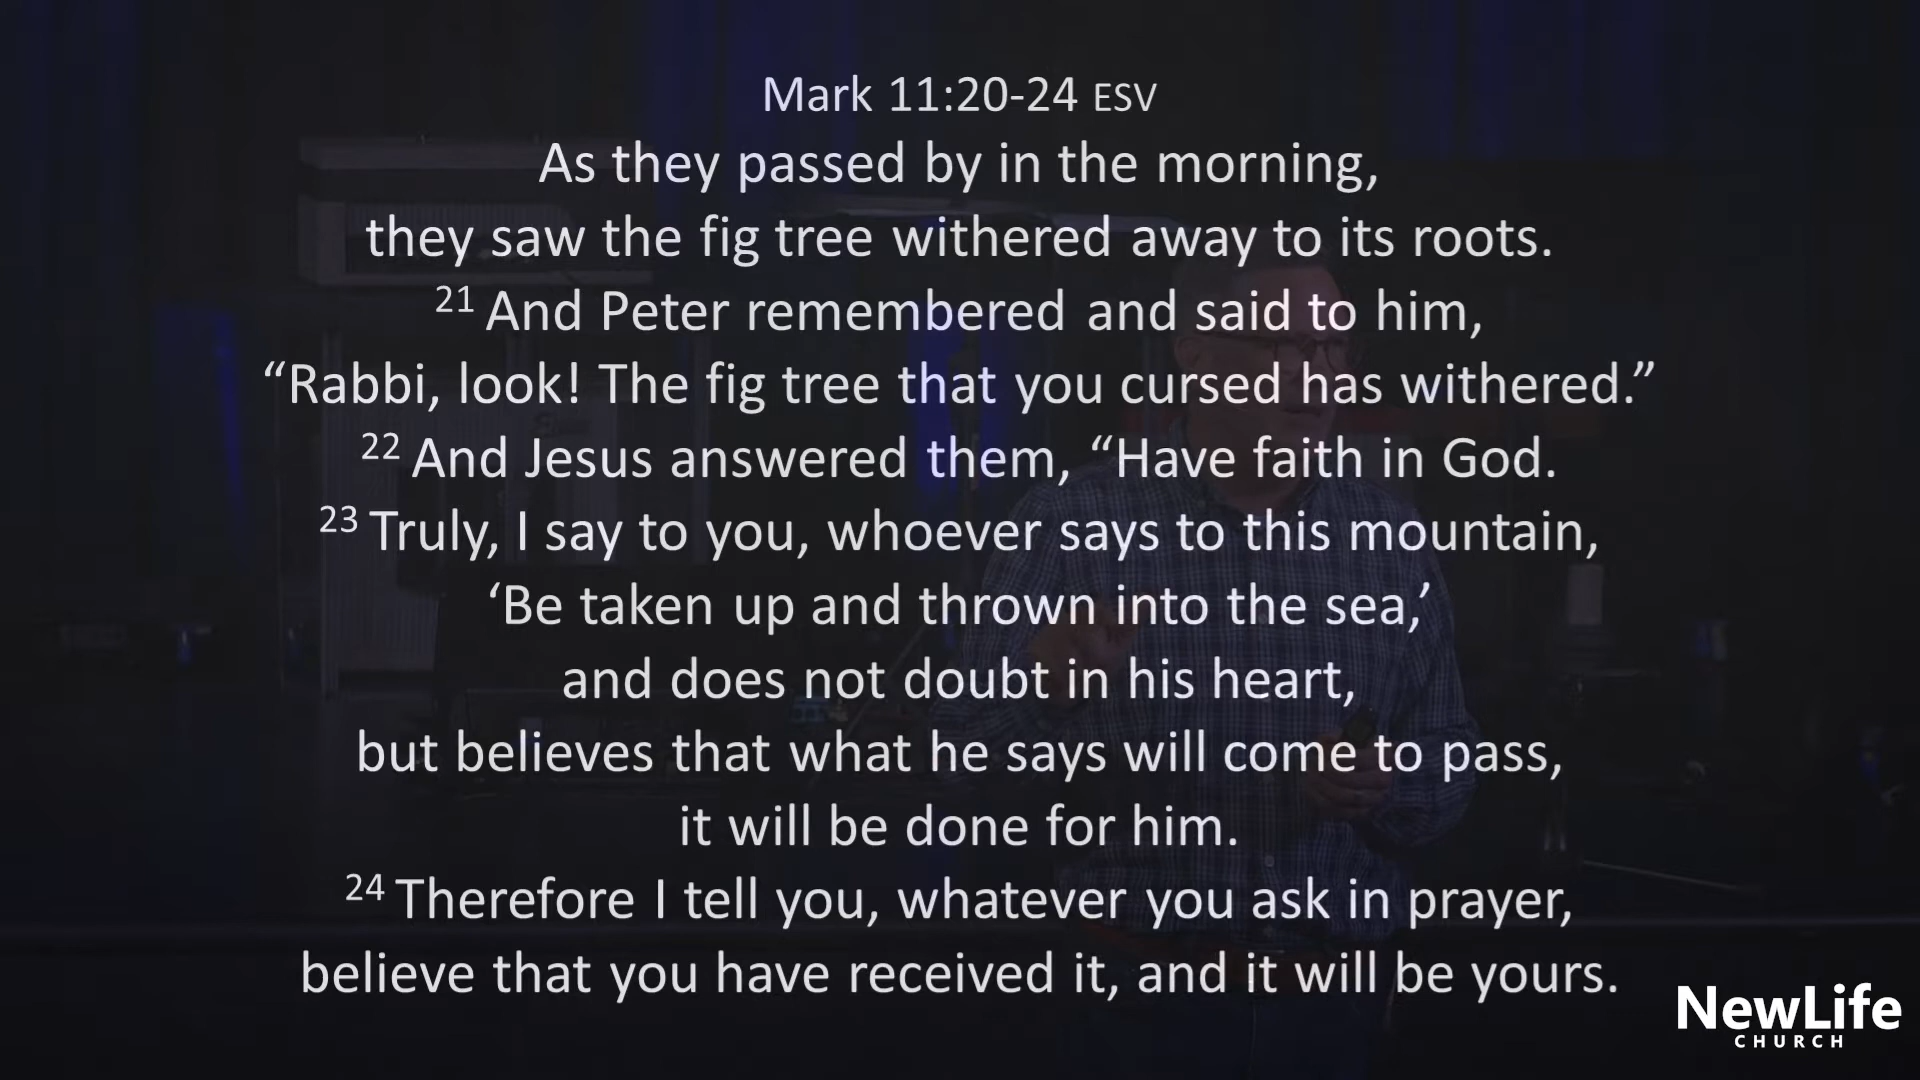 Mark 11:20-24 ESV
As they passed by in the morning,
they saw the fig tree withered away to its roots.
21 And Peter remembered and said to him,
“Rabbi, look! The fig tree that you cursed has withered.”
22 And Jesus answered them, “Have faith in God.
23 Truly, I say to you, whoever says to this mountain,
‘Be taken up and thrown into the sea,’
and does not doubt in his heart,
but believes that what he says will come to pass,
it will be done for him.
24 Therefore I tell you, whatever you ask in prayer,
believe that you have received it, and it will be yours.
NewLife
CHURCH